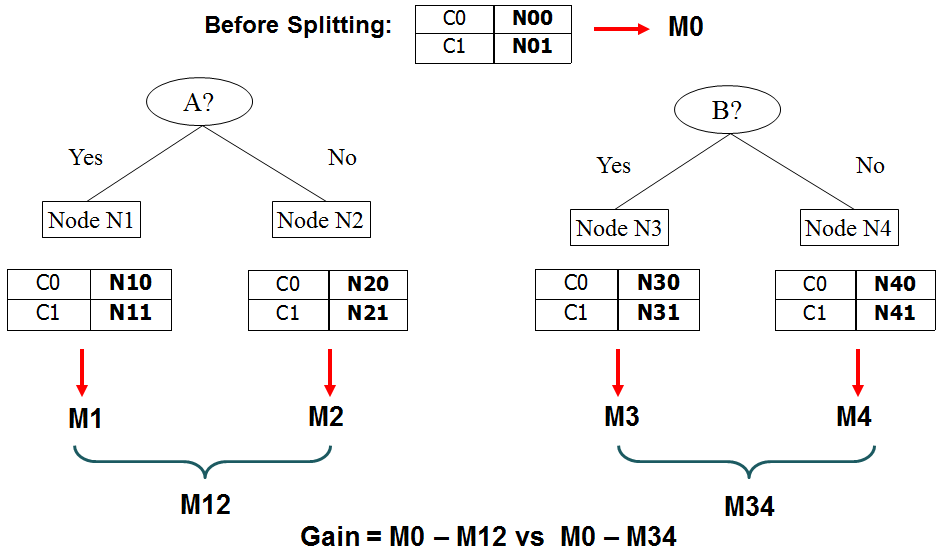 Before Splitting:
C0 N00
C1 N01
M0
A?
Yes No
Node N1 Node N2
C0 N10
C1 N11
C0 N20
C1 N21
M1 M2
M12
B?
Yes No
Node N3 Node N4
C0 N30
C1 N31
C0 N40
C1 N41
M3 M4
M34
Gain = M0 – M12 vs M0 – M34